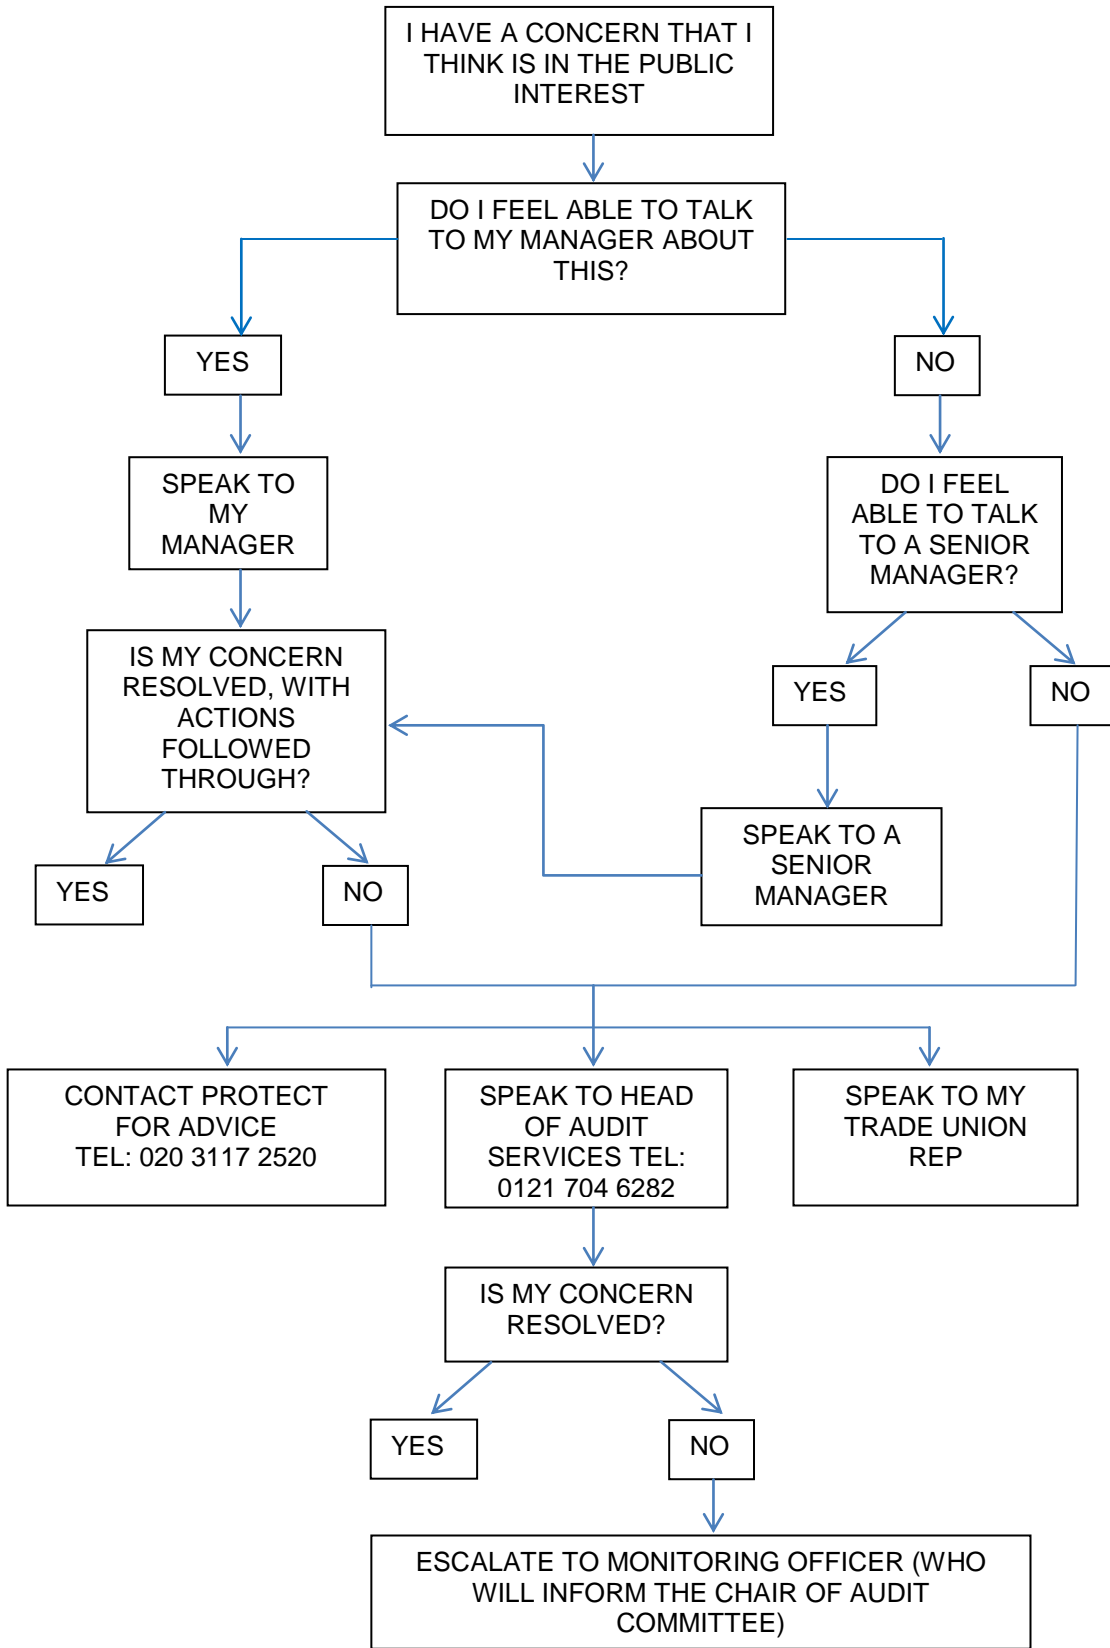 I HAVE A CONCERN THAT I
THINK IS IN THE PUBLIC
INTEREST
DO I FEEL ABLE TO TALK
TO MY MANAGER ABOUT
THIS?
YES
NO
SPEAK TO
MY
MANAGER
DO I FEEL
ABLE TO TALK
TO A SENIOR
MANAGER?
IS MY CONCERN
RESOLVED, WITH
ACTIONS
FOLLOWED
THROUGH?
YES
NO
SPEAK TO A
SENIOR
MANAGER
YES
NO
CONTACT PROTECT
FOR ADVICE
TEL: 020 3117 2520
SPEAK TO HEAD
OF AUDIT
SERVICES TEL:
0121 704 6282
SPEAK TO MY
TRADE UNION
REP
IS MY CONCERN
RESOLVED?
YES
NO
ESCALATE TO MONITORING OFFICER (WHO
WILL INFORM THE CHAIR OF AUDIT
COMMITTEE)